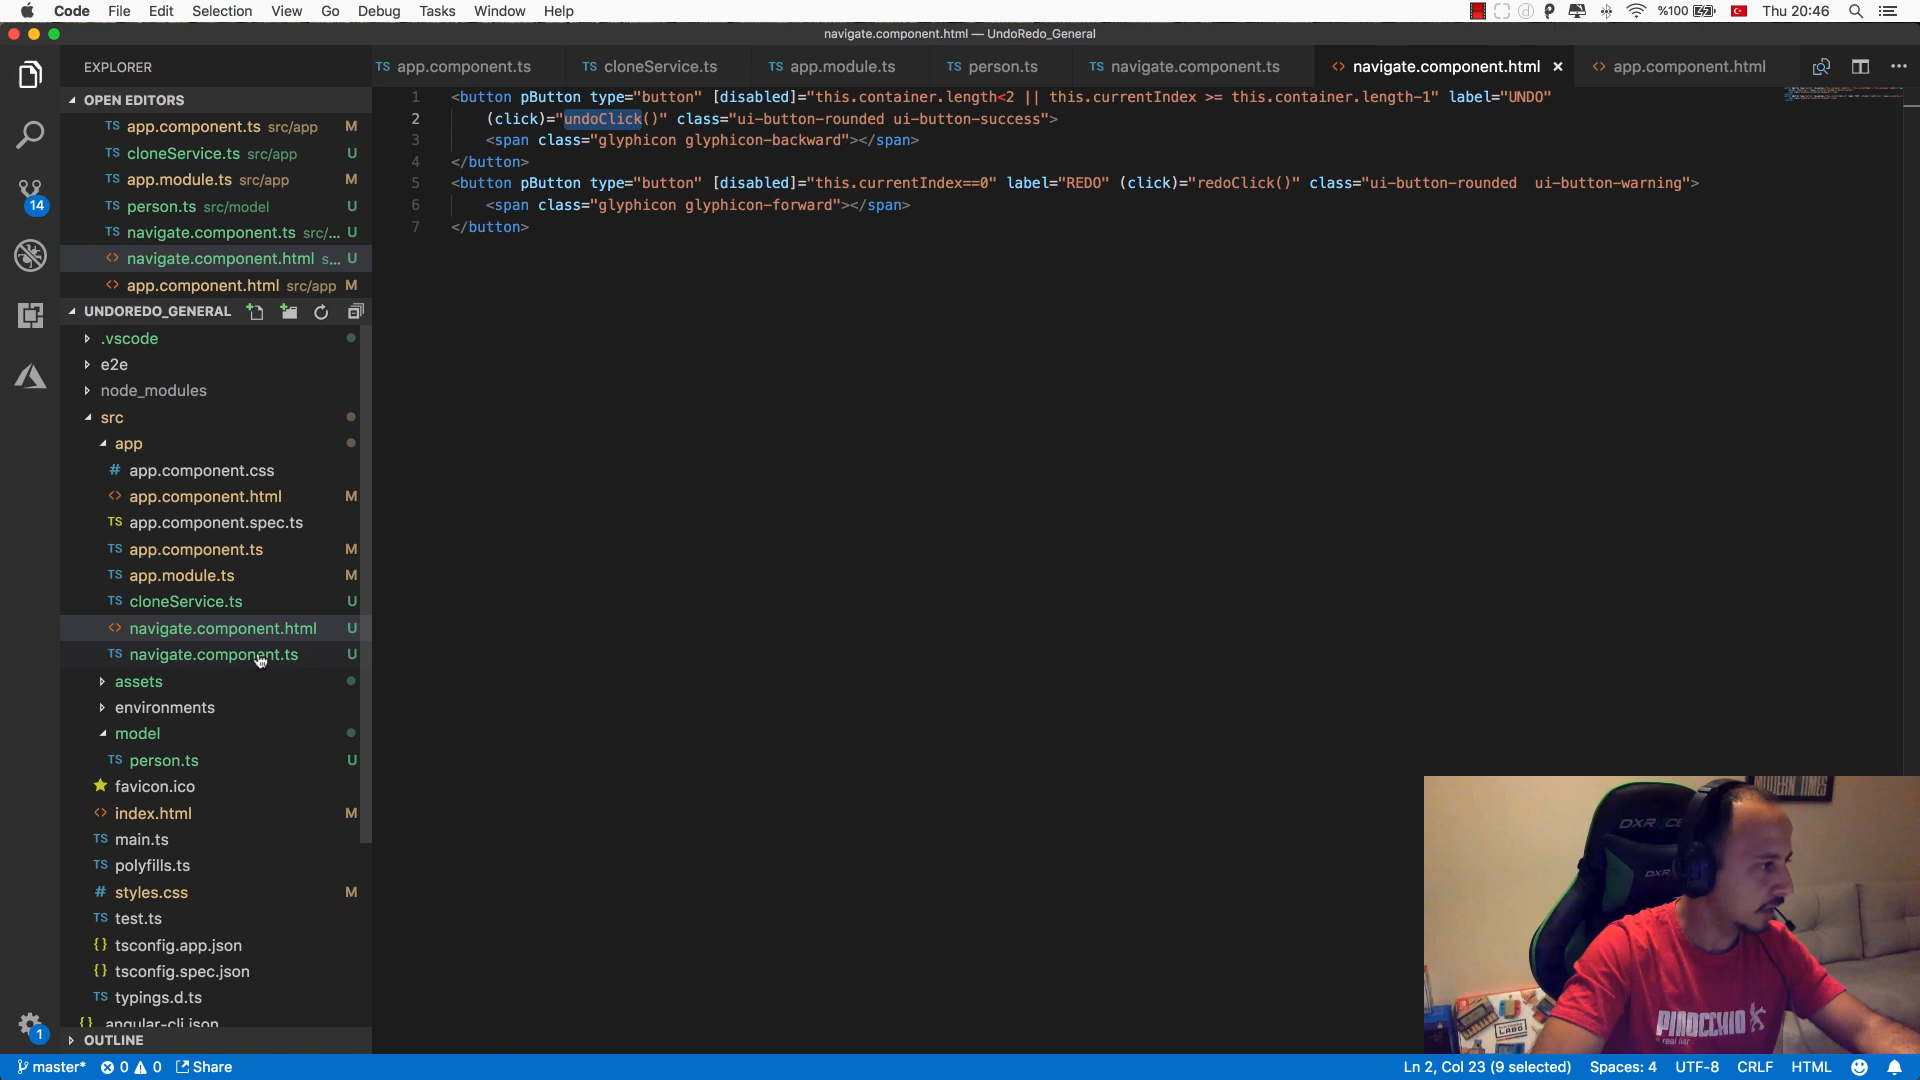 Code File Edit Selection View Go Debug Tasks Window Help
%100 Thu 20:46
navigate.component.html — UndoRedo_General
EXPLORER
OPEN EDITORS
TS app.component.ts src/app M
TS cloneService.ts src/app U
TS app.module.ts src/app M
TS person.ts src/model U
TS navigate.component.ts src/... U
<> navigate.component.html s... U
<> app.component.html src/app M
UNDOREDO_GENERAL
.vscode
e2e
node_modules
src
app
# app.component.css
<> app.component.html M
TS app.component.spec.ts
TS app.component.ts M
TS app.module.ts M
TS cloneService.ts U
<> navigate.component.html U
TS navigate.component.ts U
assets
environments
model
TS person.ts U
favicon.ico
<> index.html M
TS main.ts
TS polyfills.ts
# styles.css M
TS test.ts
{} tsconfig.app.json
{} tsconfig.spec.json
TS typings.d.ts
{} .angular-cli.json
OUTLINE
14
1
TS app.component.ts TS cloneService.ts TS app.module.ts TS person.ts TS navigate.component.ts <> navigate.component.html × <> app.component.html
1 <button pButton type="button" [disabled]="this.container.length<2 || this.currentIndex >= this.container.length-1" label="UNDO"
2 (click)="undoClick()" class="ui-button-rounded ui-button-success">
3 <span class="glyphicon glyphicon-backward"></span>
4 </button>
5 <button pButton type="button" [disabled]="this.currentIndex==0" label="REDO" (click)="redoClick()" class="ui-button-rounded  ui-button-warning">
6 <span class="glyphicon glyphicon-forward"></span>
7 </button>
MODERN TIMES
DXR
DXR
LABO
PINOCCHIO
real liar
master* 0 0 Share
Ln 2, Col 23 (9 selected) Spaces: 4 UTF-8 CRLF HTML